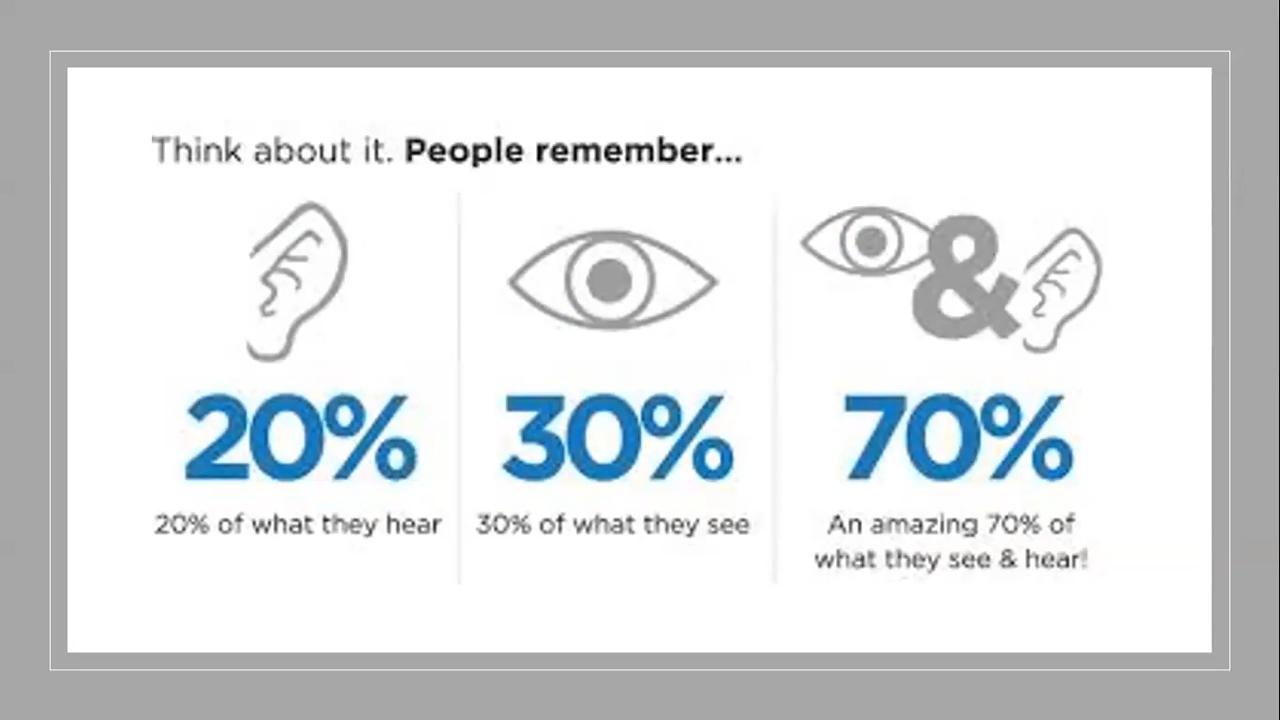 Think about it. People remember...
&
20%
20% of what they hear
30%
30% of what they see
70%
An amazing 70% of
what they see & hear!